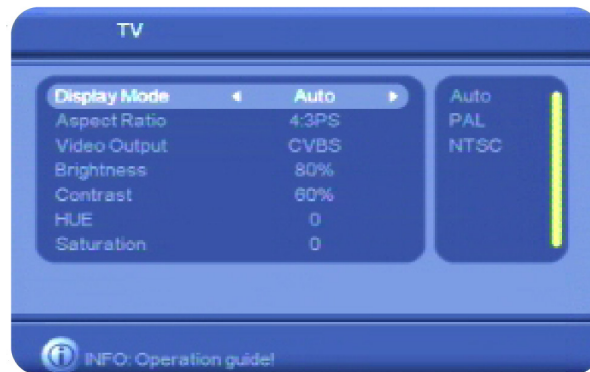 TV
Display Mode Auto
Aspect Ratio 4:3PS
Video Output CVBS
Brightness 80%
Contrast 60%
HUE 0
Saturation 0
Auto
PAL
NTSC
INFO: Operation guide!